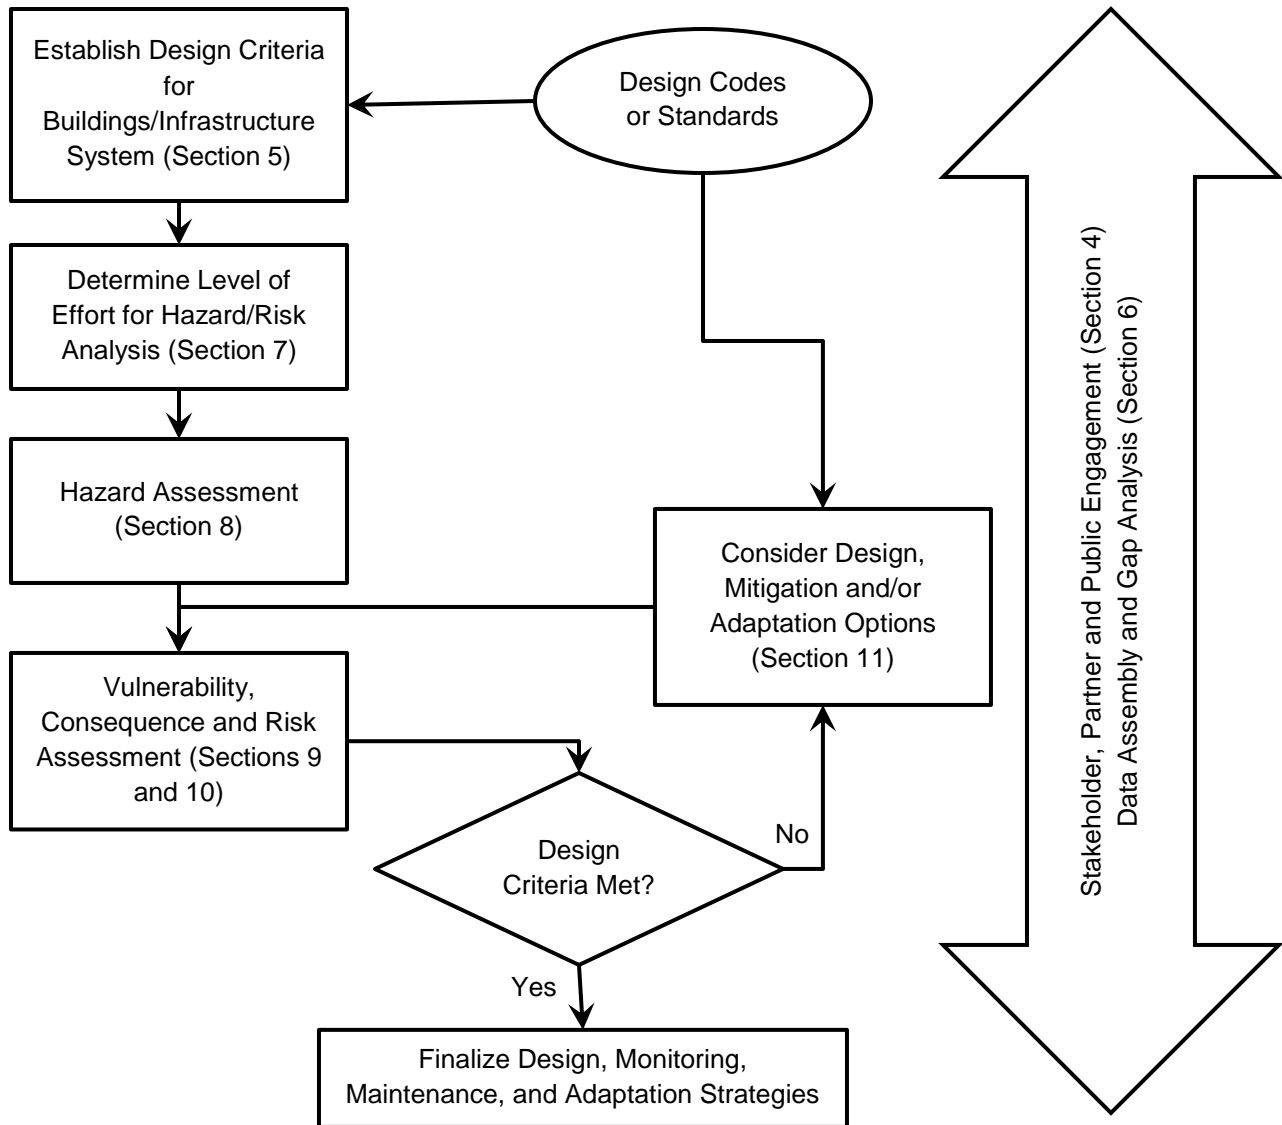 Establish Design Criteria
for
Buildings/Infrastructure
System (Section 5)
Design Codes
or Standards
Determine Level of
Effort for Hazard/Risk
Analysis (Section 7)
Hazard Assessment
(Section 8)
Consider Design,
Mitigation and/or
Adaptation Options
(Section 11)
Vulnerability,
Consequence and Risk
Assessment (Sections 9
and 10)
Design
Criteria Met?
No
Yes
Finalize Design, Monitoring,
Maintenance, and Adaptation Strategies
Stakeholder, Partner and Public Engagement (Section 4)
Data Assembly and Gap Analysis (Section 6)